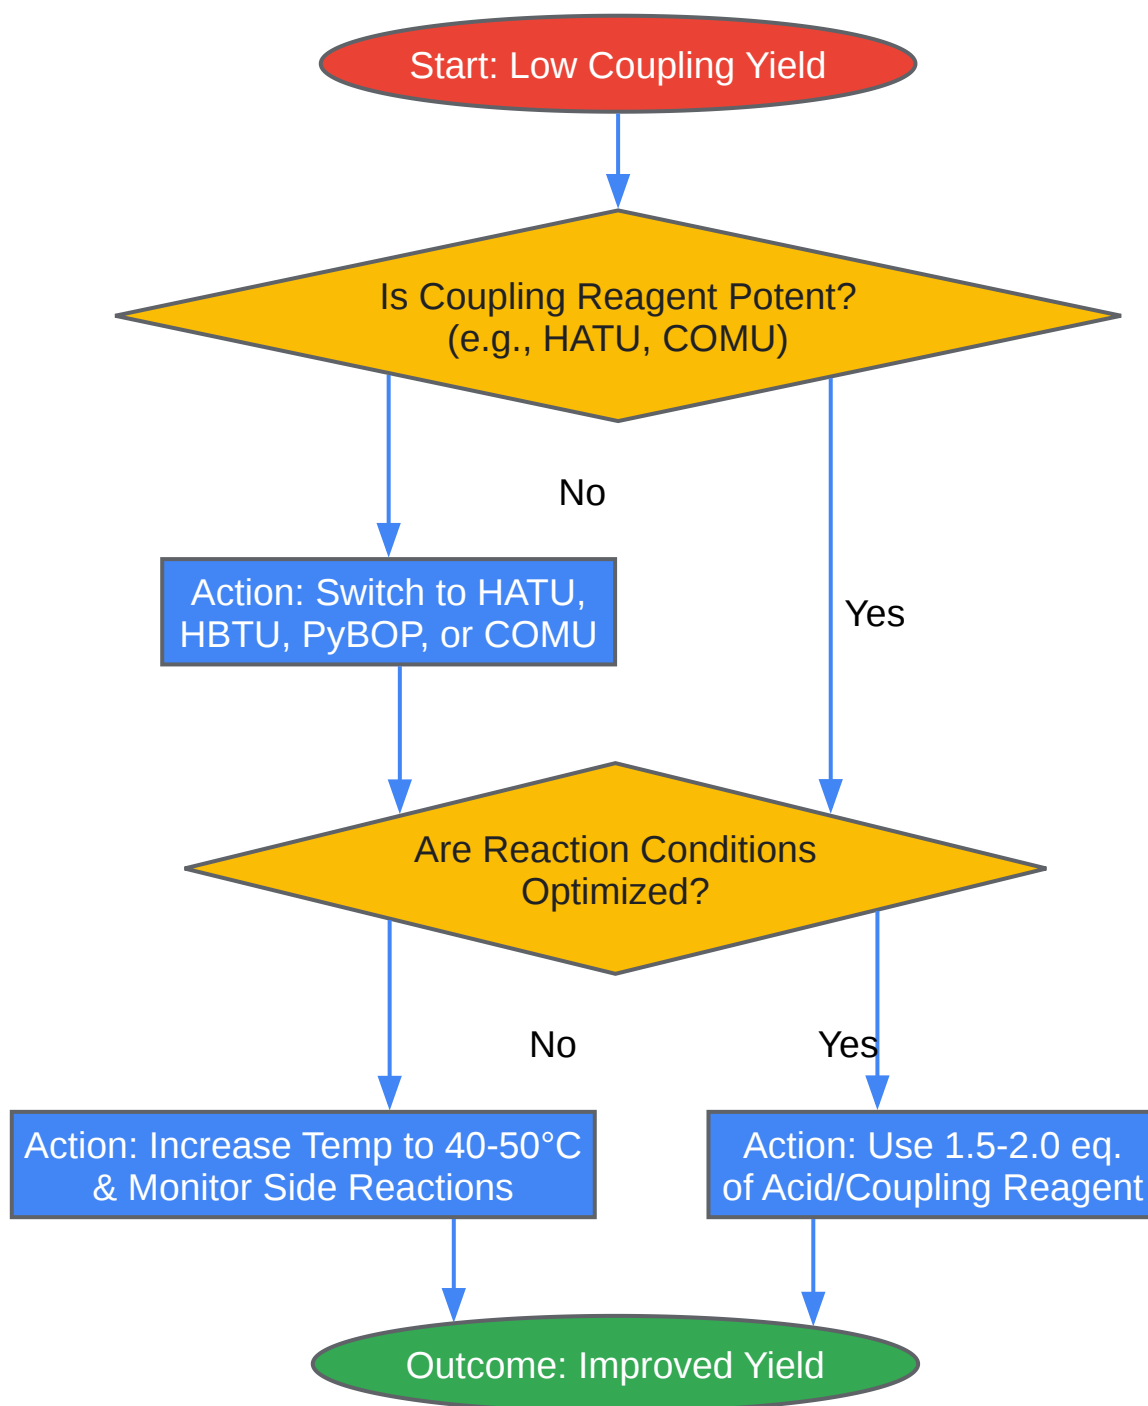 Start: Low Coupling Yield
Is Coupling Reagent Potent?
(e.g., HATU, COMU)
No
Action: Switch to HATU,
HBTU, PyBOP, or COMU
Yes
Are Reaction Conditions
Optimized?
No
Yes
Action: Increase Temp to 40-50°C
& Monitor Side Reactions
Action: Use 1.5-2.0 eq.
of Acid/Coupling Reagent
Outcome: Improved Yield